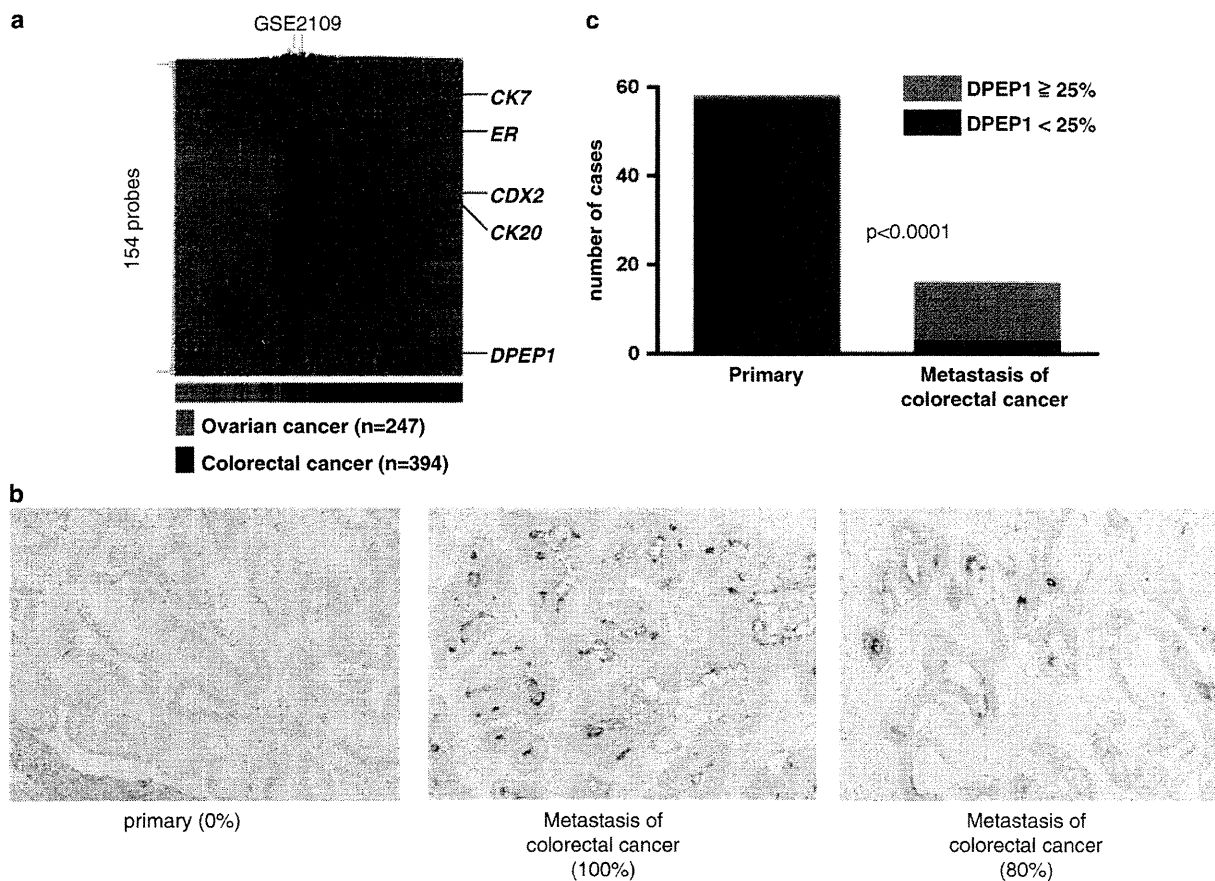 a
GSE2109
154 probes
CK7
ER
CDX2
CK20
DPEP1
Ovarian cancer (n=247)
Colorectal cancer (n=394)
c
number of cases
60
40
20
0
DPEP1 ≧ 25%
DPEP1 < 25%
p<0.0001
Primary
Metastasis of
colorectal cancer
b
primary (0%)
Metastasis of
colorectal cancer
(100%)
Metastasis of
colorectal cancer
(80%)